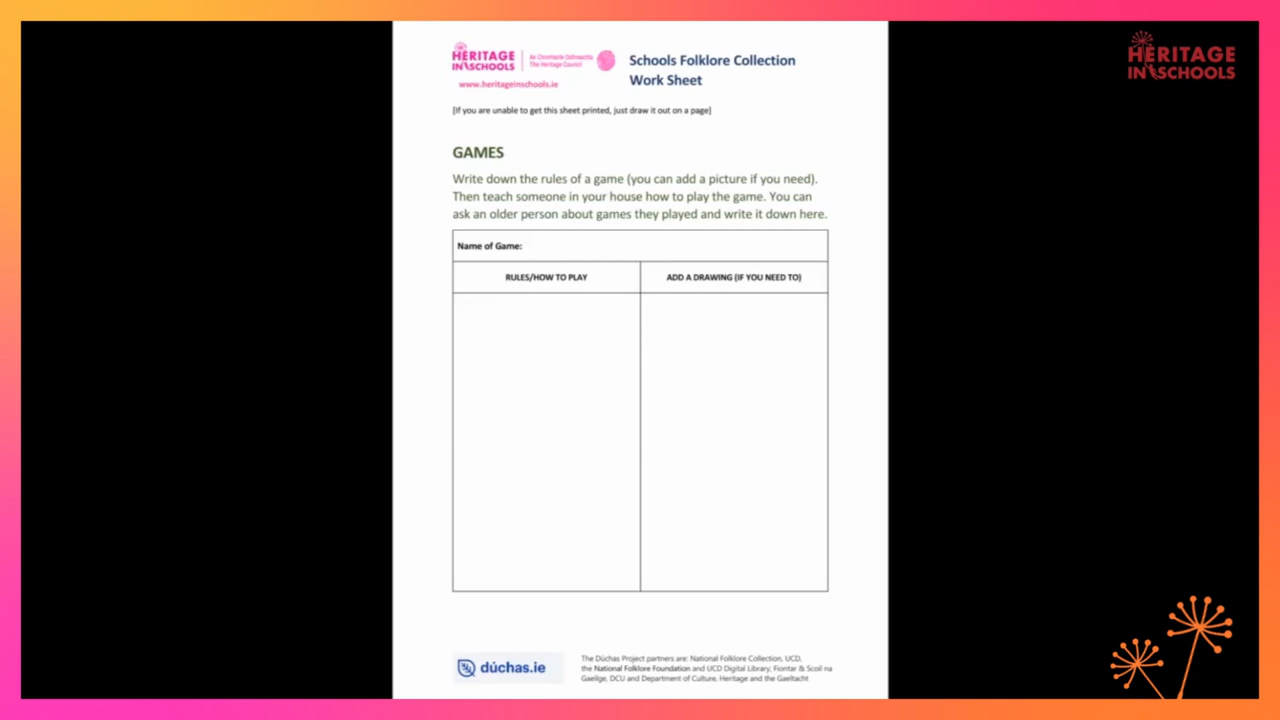 HERITAGE
IN SCHOOLS
An Chomhairle Oidhreachta
The Heritage Council
www.heritageinschools.ie
Schools Folklore Collection
Work Sheet
HERITAGE
IN SCHOOLS
[If you are unable to get this sheet printed, just draw it out on a page]
GAMES
Write down the rules of a game (you can add a picture if you need).
Then teach someone in your house how to play the game. You can
ask an older person about games they played and write it down here.
Name of Game:
RULES/HOW TO PLAY
ADD A DRAWING (IF YOU NEED TO)
dúchas.ie
The Dúchas Project partners are: National Folklore Collection, UCD,
the National Folklore Foundation and UCD Digital Library; Fiontar & Scoil na
Gaeilge, DCU and Department of Culture, Heritage and the Gaeltacht